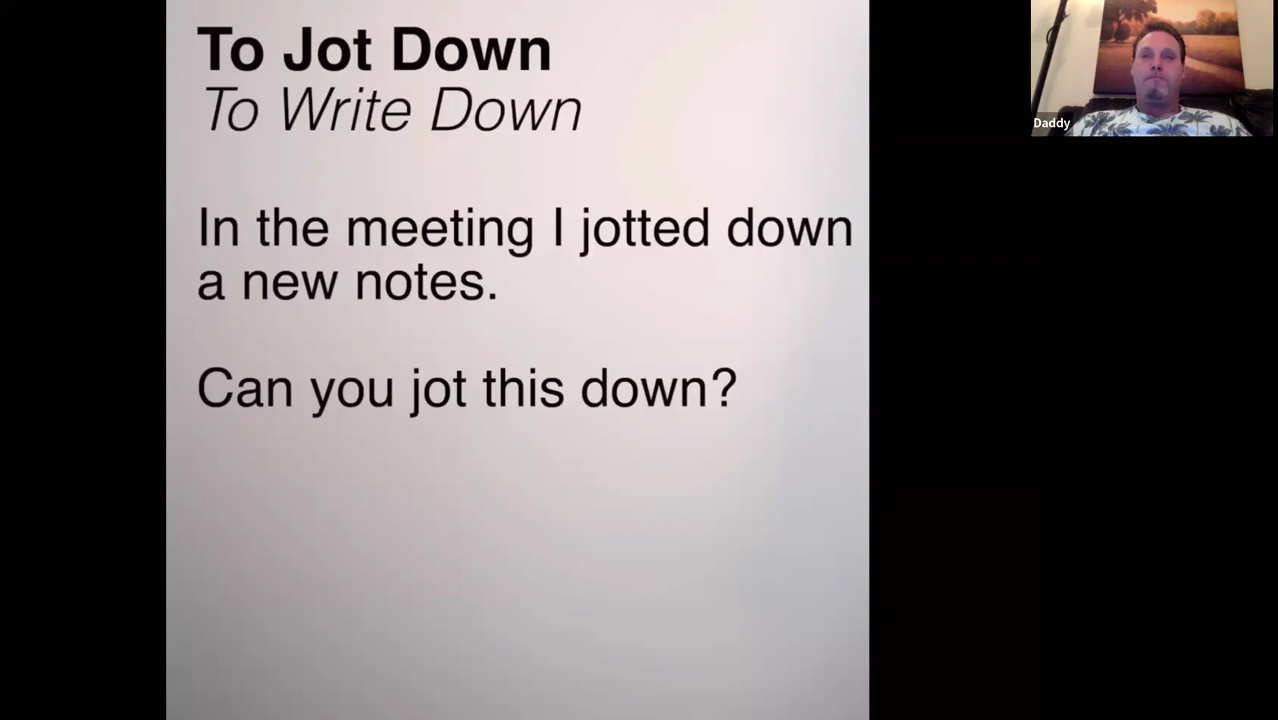 To Jot Down
To Write Down
In the meeting I jotted down
a new notes.
Can you jot this down?
Daddy